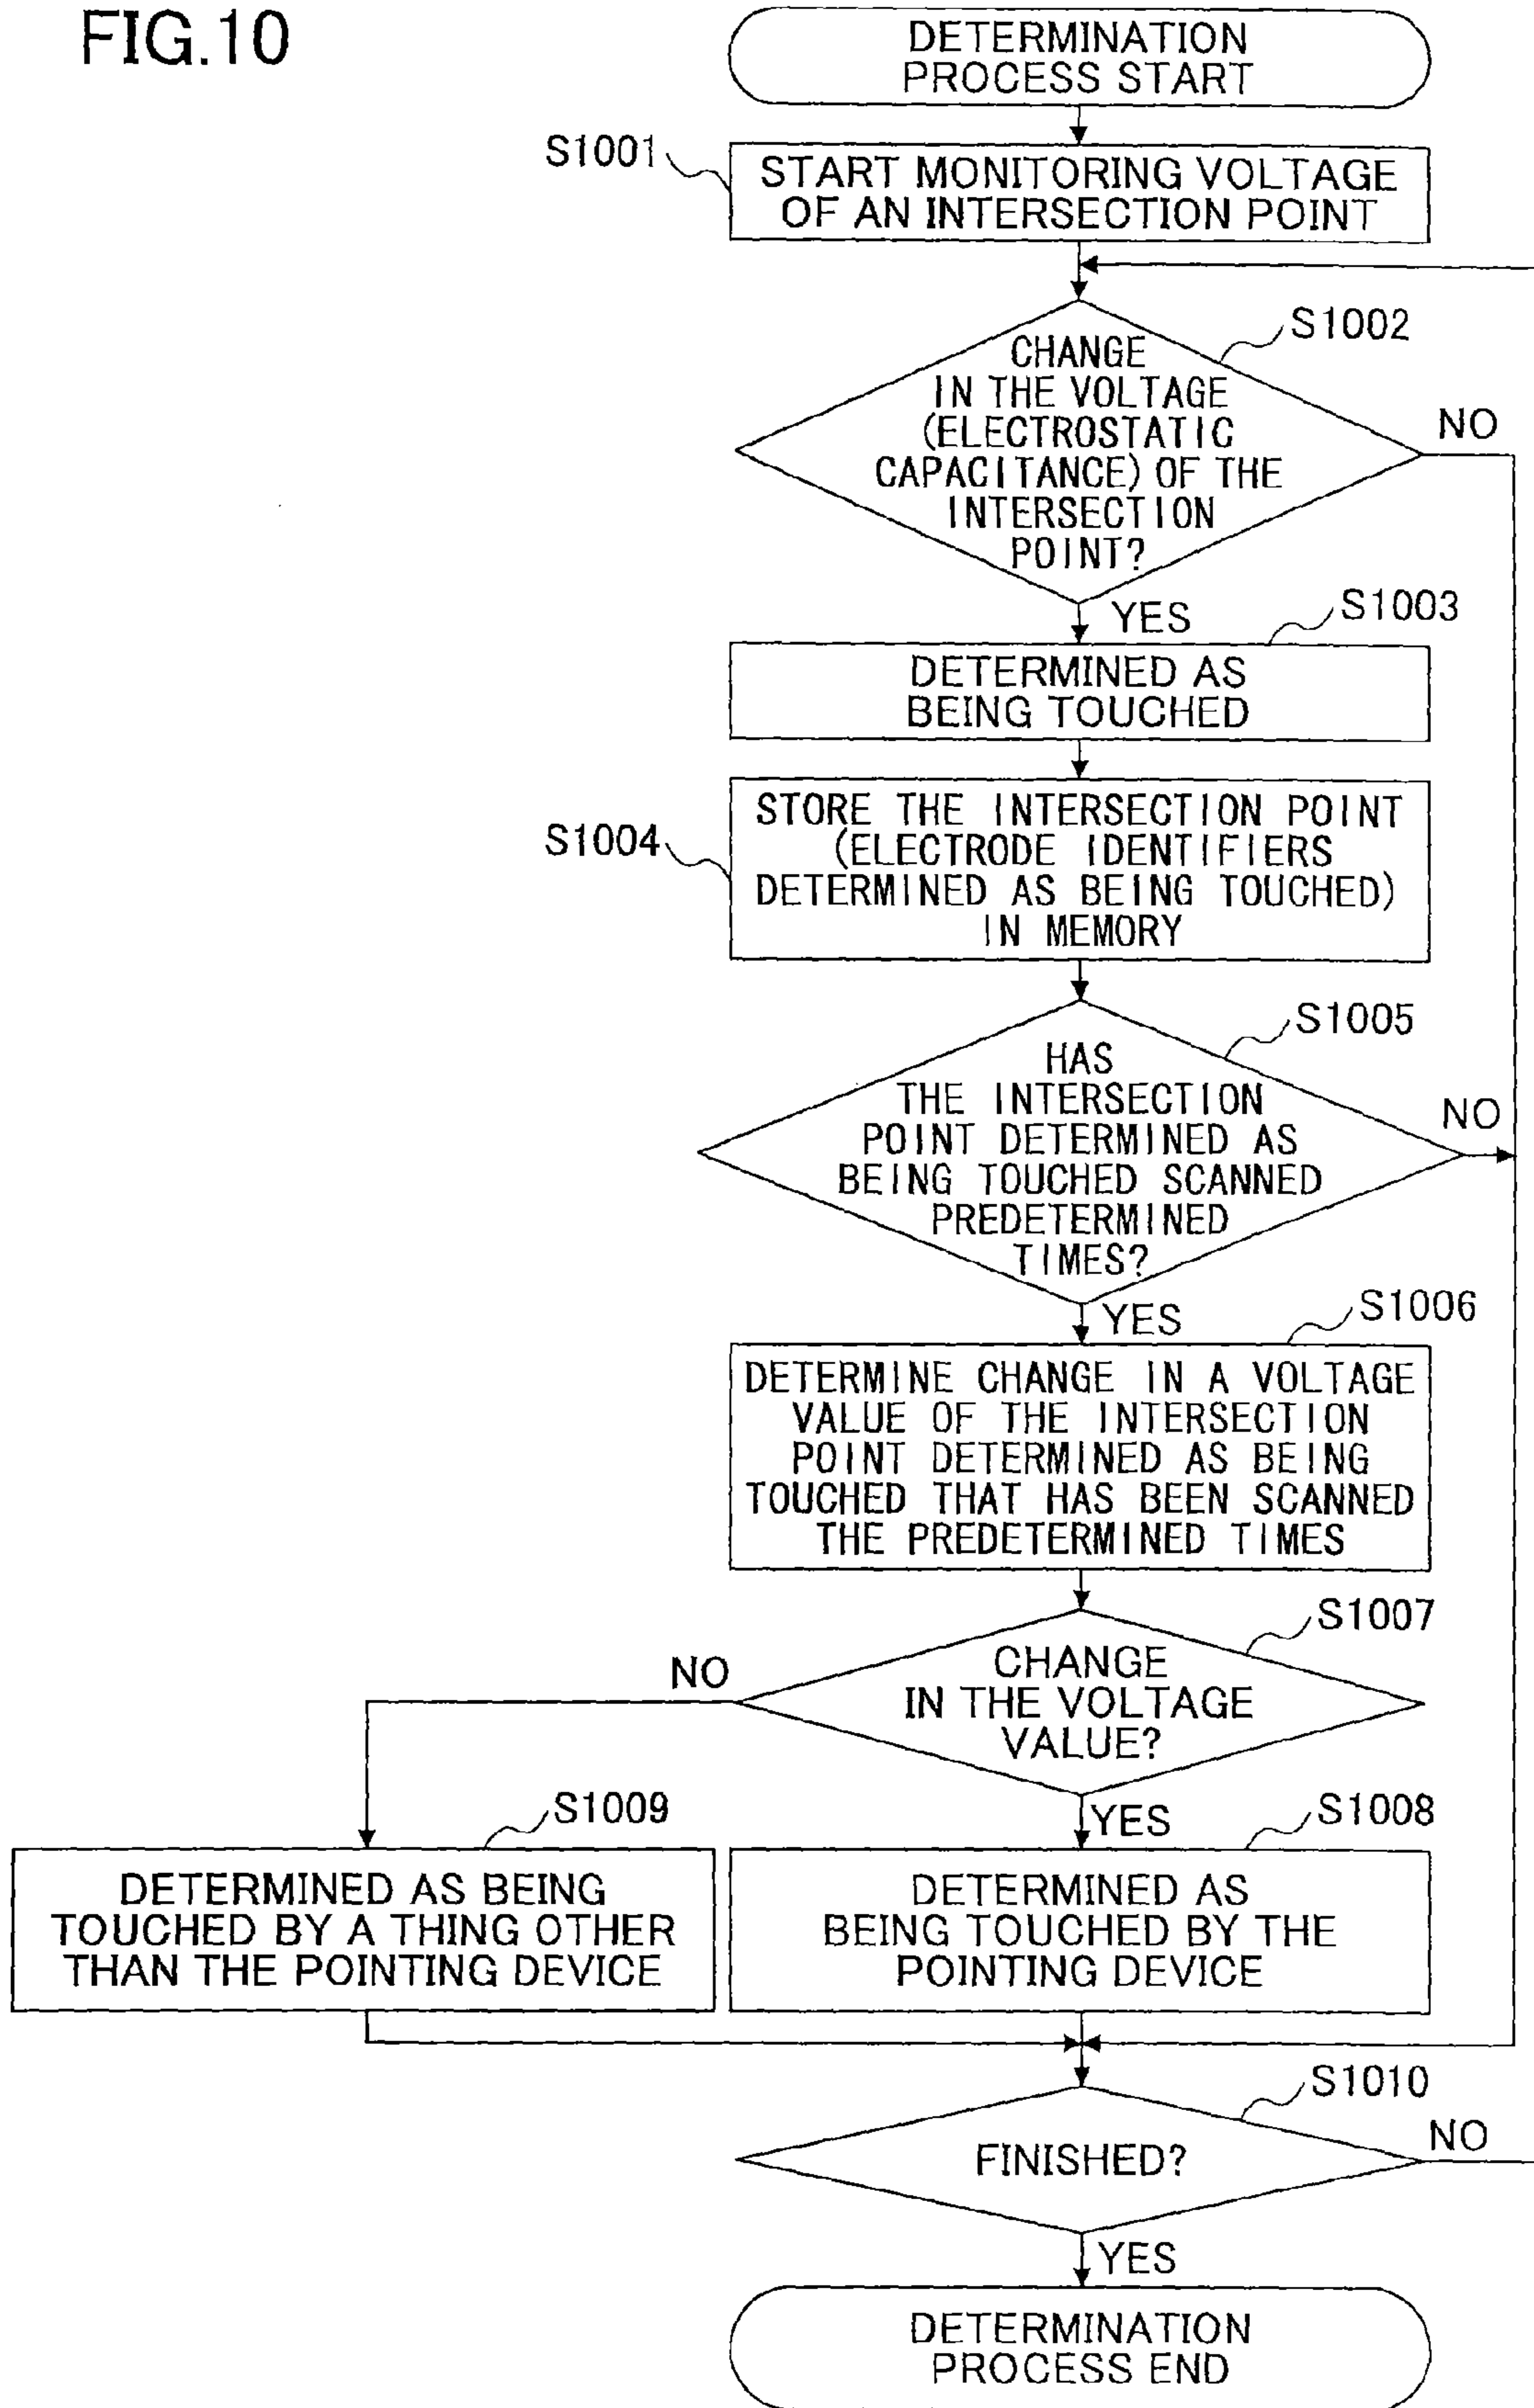 FIG.10
DETERMINATION
PROCESS START
S1001
START MONITORING VOLTAGE
OF AN INTERSECTION POINT
S1002
CHANGE
IN THE VOLTAGE
(ELECTROSTATIC
CAPACITANCE) OF THE
INTERSECTION
POINT?
NO
YES
S1003
DETERMINED AS
BEING TOUCHED
S1004
STORE THE INTERSECTION POINT
(ELECTRODE IDENTIFIERS
DETERMINED AS BEING TOUCHED)
IN MEMORY
S1005
HAS
THE INTERSECTION
POINT DETERMINED AS
BEING TOUCHED SCANNED
PREDETERMINED
TIMES?
NO
YES
S1006
DETERMINE CHANGE IN A VOLTAGE
VALUE OF THE INTERSECTION
POINT DETERMINED AS BEING
TOUCHED THAT HAS BEEN SCANNED
THE PREDETERMINED TIMES
S1007
CHANGE
IN THE VOLTAGE
VALUE?
NO
YES
S1009
DETERMINED AS BEING
TOUCHED BY A THING OTHER
THAN THE POINTING DEVICE
S1008
DETERMINED AS
BEING TOUCHED BY THE
POINTING DEVICE
S1010
FINISHED?
NO
YES
DETERMINATION
PROCESS END